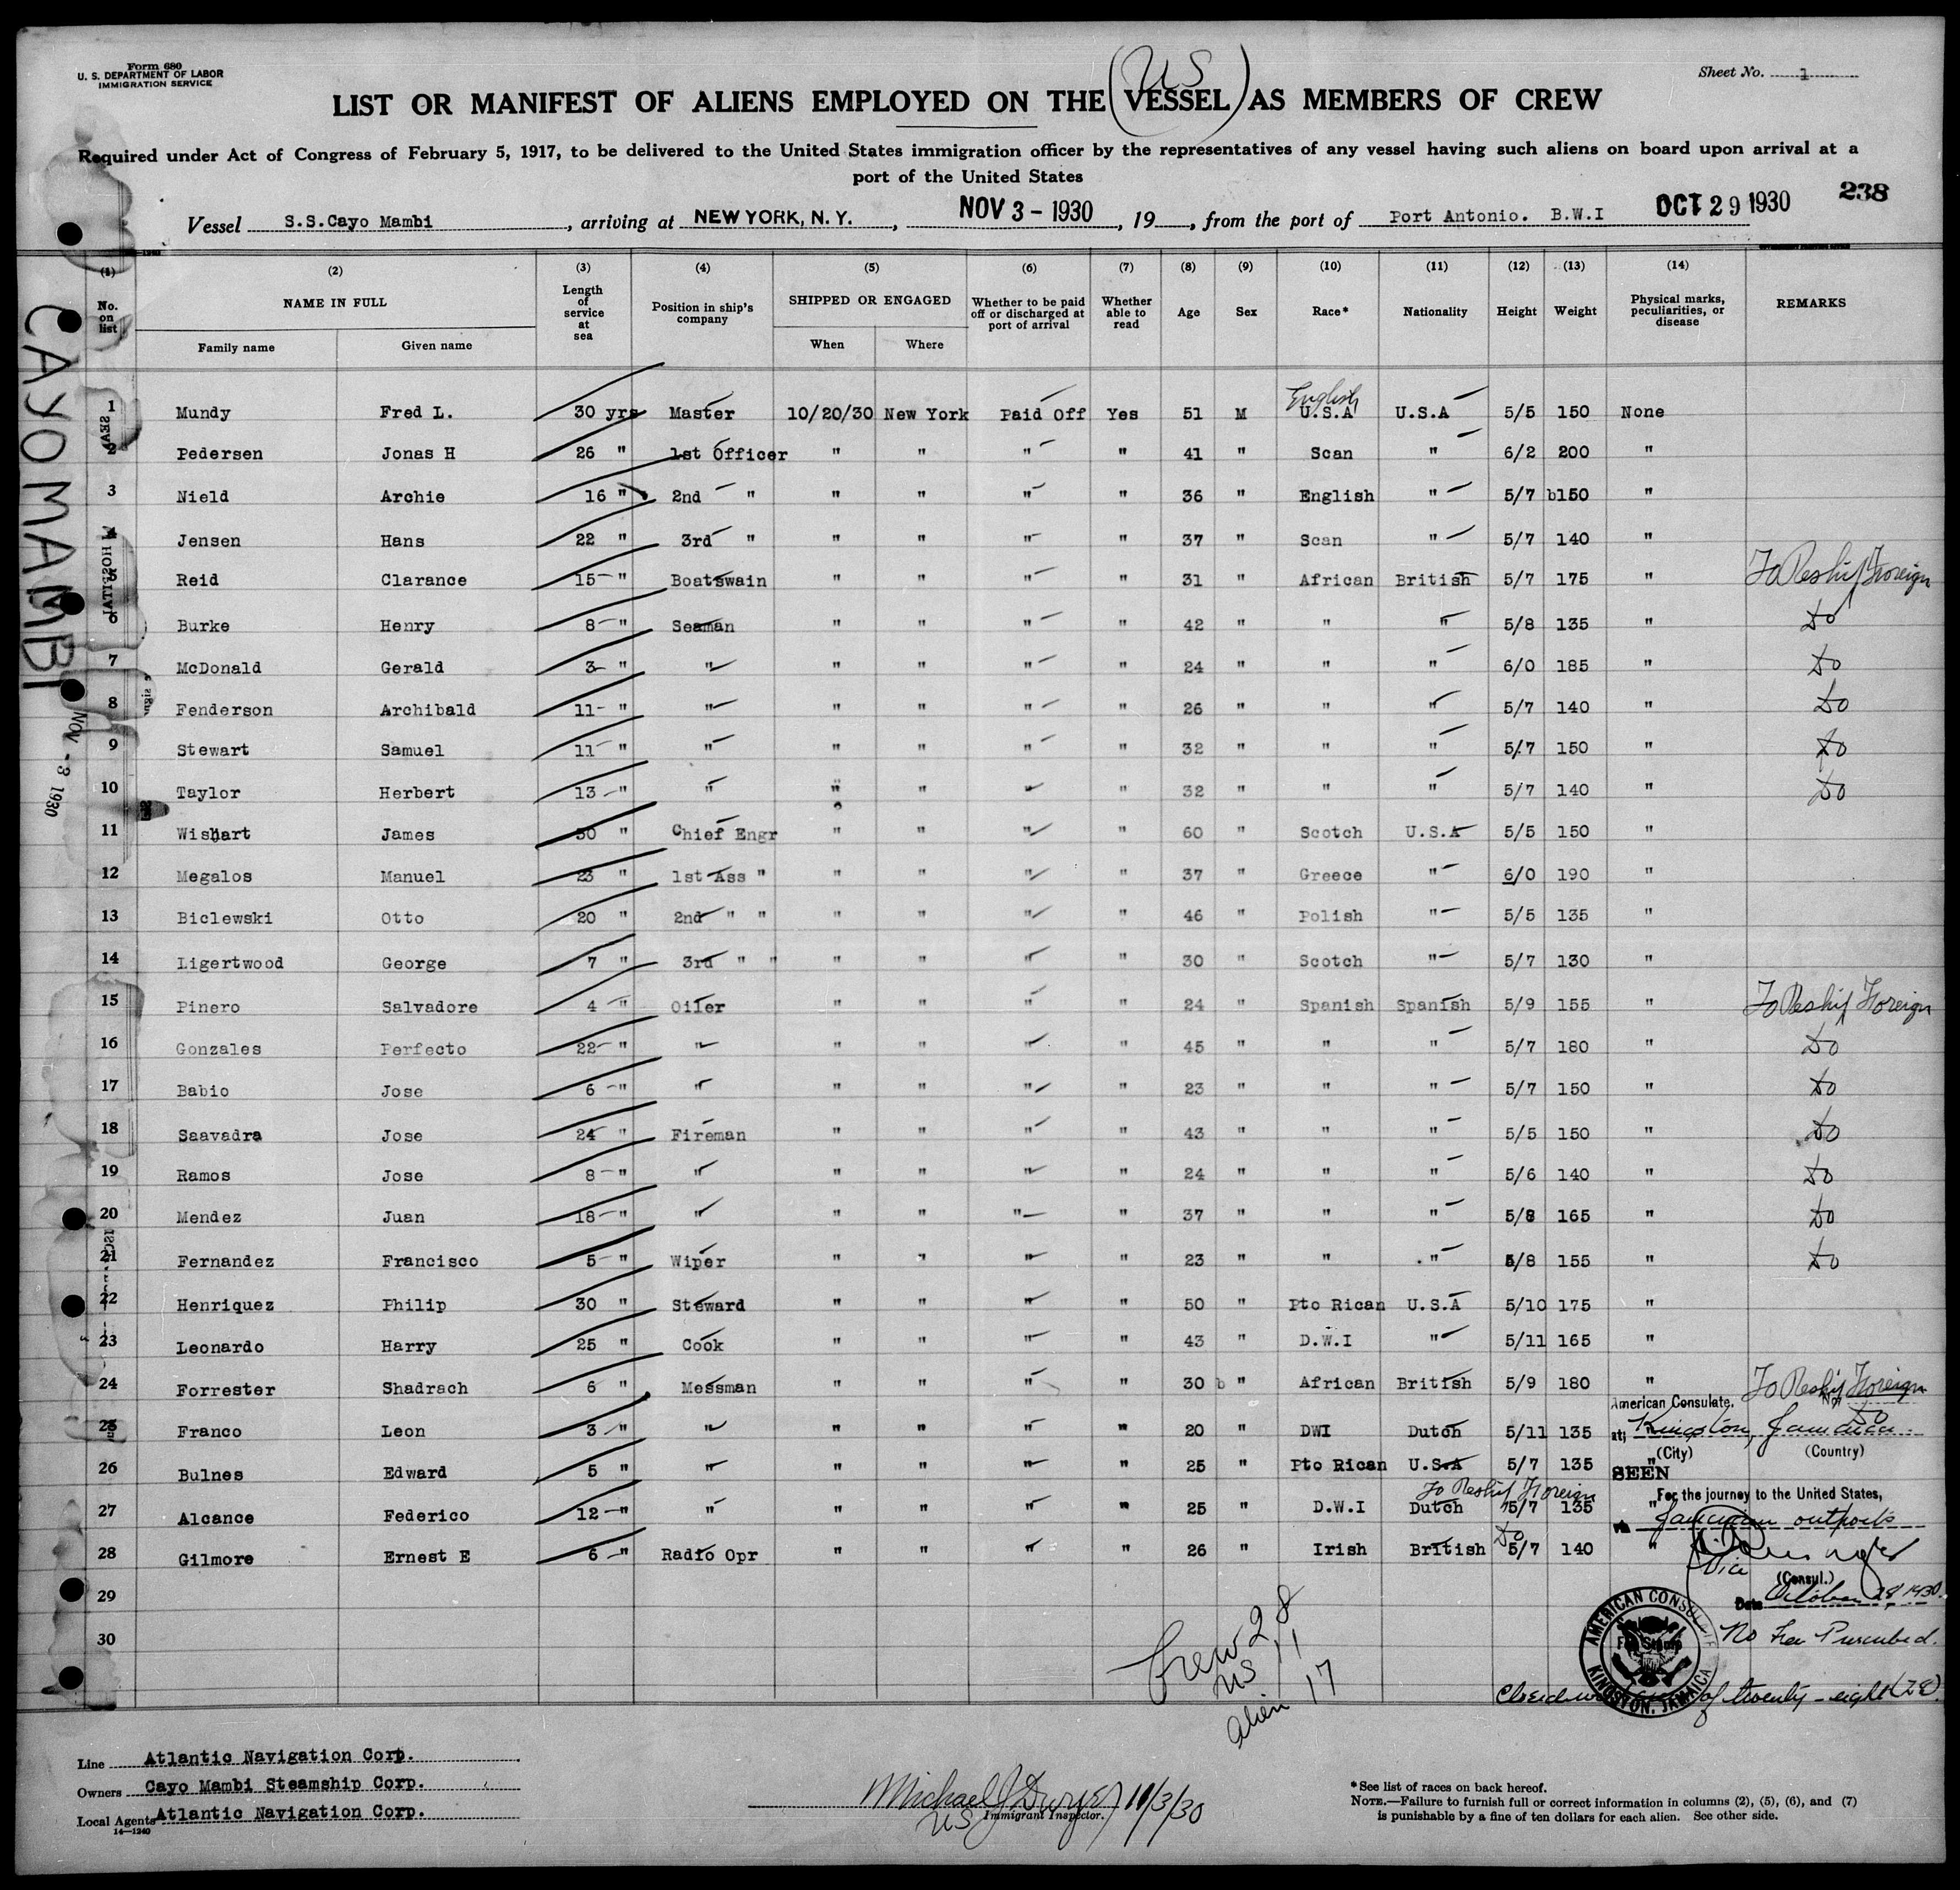 Form 680
U. S. DEPARTMENT OF LABOR
IMMIGRATION SERVICE
Sheet No. 1
(US)
LIST OR MANIFEST OF ALIENS EMPLOYED ON THE VESSEL AS MEMBERS OF CREW
Required under Act of Congress of February 5, 1917, to be delivered to the United States immigration officer by the representatives of any vessel having such aliens on board upon arrival at a
port of the United States
238
Vessel S.S.Cayo Mambi, arriving at NEW YORK, N. Y., NOV 3 - 1930, 19, from the port of Port Antonio. B.W.I OCT 29 1930
(1) (2) (3) (4) (5) (6) (7) (8) (9) (10) (11) (12) (13) (14)
No. on list NAME IN FULL Length of service at sea Position in ship's company SHIPPED OR ENGAGED Whether to be paid off or discharged at port of arrival Whether able to read Age Sex Race* Nationality Height Weight Physical marks, peculiarities, or disease REMARKS
Family name Given name When Where
CAYO MAMBI
NOV -3 1930
English
1 Mundy Fred L. 30 yrs Master 10/20/30 New York Paid Off Yes 51 M U.S.A U.S.A 5/5 150 None
2 Pedersen Jonas H 26 " 1st Officer " " " " 41 " Scan " 6/2 200 "
3 Nield Archie 16 " 2nd " " " " " 36 " English " 5/7 b150 "
4 Jensen Hans 22 " 3rd " " " " " 37 " Scan " 5/7 140 "
5 Reid Clarance 15 " Boatswain " " " " 31 " African British 5/7 175 " To Reship Foreign
6 Burke Henry 8 " Seaman " " " " 42 " " " 5/8 135 " Do
7 McDonald Gerald 3 " " " " " " 24 " " " 6/0 185 " Do
8 Fenderson Archibald 11 " " " " " " 26 " " " 5/7 140 " Do
9 Stewart Samuel 11 " " " " " " 32 " " " 5/7 150 " Do
10 Taylor Herbert 13 " " " " " " 32 " " " 5/7 140 " Do
11 Wishart James 30 " Chief Engr " " " " 60 " Scotch U.S.A 5/5 150 "
12 Megalos Manuel 23 " 1st Ass " " " " " 37 " Greece " 6/0 190 "
13 Biclewski Otto 20 " 2nd " " " " " " 46 " Polish " 5/5 135 "
14 Ligertwood George 7 " 3rd " " " " " " 30 " Scotch " 5/7 130 "
15 Pinero Salvadore 4 " Oiler " " " " 24 " Spanish Spanish 5/9 155 " To Reship Foreign
16 Gonzales Perfecto 22 " " " " " " 45 " " " 5/7 180 " Do
17 Babio Jose 6 " " " " " " 23 " " " 5/7 150 " Do
18 Saavadra Jose 24 " Fireman " " " " 43 " " " 5/5 150 " Do
19 Ramos Jose 8 " " " " " " 24 " " " 5/6 140 " Do
20 Mendez Juan 18 " " " " " " 37 " " " 5/8 165 " Do
21 Fernandez Francisco 5 " Wiper " " " " 23 " " " 5/8 155 " Do
22 Henriquez Philip 30 " Steward " " " " 50 " Pto Rican U.S.A 5/10 175 "
23 Leonardo Harry 25 " Cook " " " " 43 " D.W.I " 5/11 165 "
24 Forrester Shadrach 6 " Messman " " " " 30 b " African British 5/9 180 " To Reship Foreign
25 Franco Leon 3 " " " " " " 20 " DWI Dutch 5/11 135 " Do
26 Bulnes Edward 5 " " " " " " 25 " Pto Rican U.S.A 5/7 135 "
To Reship Foreign
27 Alcance Federico 12 " " " " " " 25 " D.W.I Dutch 5/7 135 "
Do
28 Gilmore Ernest E 6 " Radio Opr " " " " 26 " Irish British 5/7 140 "
29
30
American Consulate, No.
at; Kingston, Jamaica.
(City) (Country)
SEEN
For the journey to the United States,
via Jamaican outports
Vice
(Consul.)
Date October 28 1930
No Fee Prescribed.
AMERICAN CONSULATE
Fee Stamp
KINGSTON, JAMAICA
of twenty-eight (28).
Crew 28
US 11
Alien 17
Line Atlantic Navigation Corp.
Owners Cayo Mambi Steamship Corp.
Local Agents Atlantic Navigation Corp.
14—1240
Michael J. Dwyer 11/3/30
US Immigrant Inspector.
*See list of races on back hereof.
NOTE.—Failure to furnish full or correct information in columns (2), (5), (6), and (7)
is punishable by a fine of ten dollars for each alien. See other side.